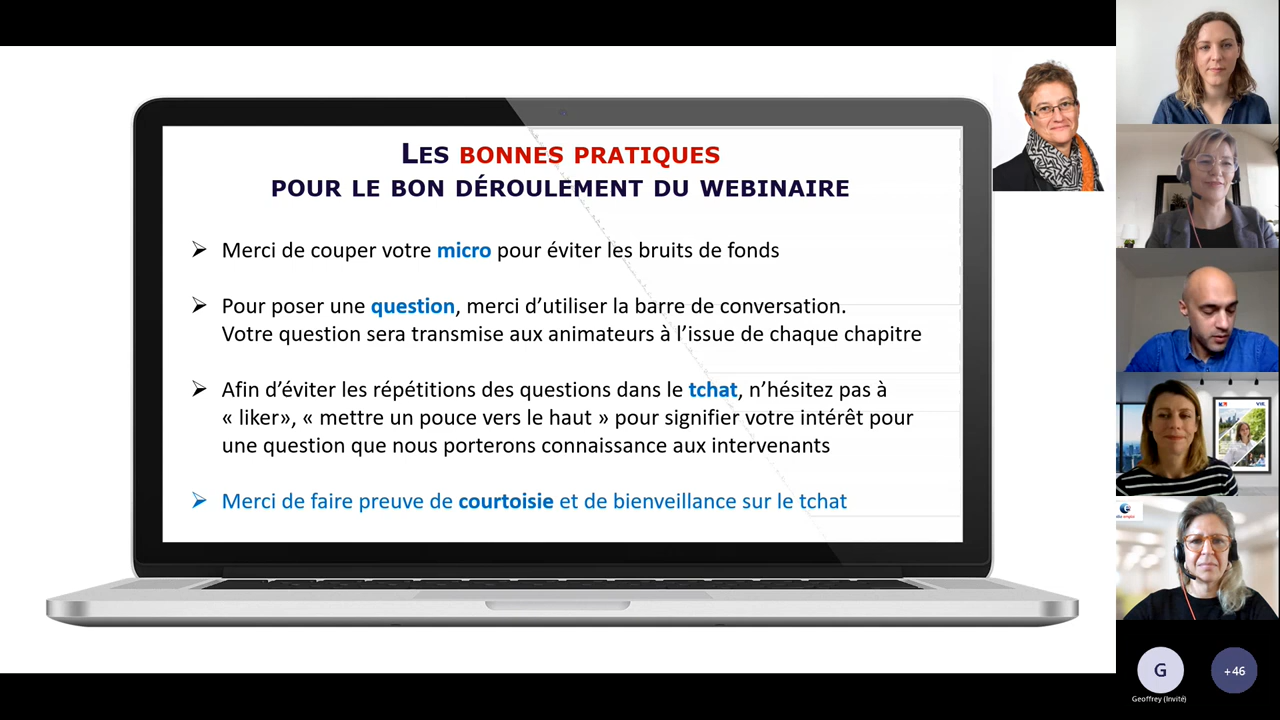 LES BONNES PRATIQUES
POUR LE BON DÉROULEMENT DU WEBINAIRE
Merci de couper votre micro pour éviter les bruits de fonds
Pour poser une question, merci d’utiliser la barre de conversation.
Votre question sera transmise aux animateurs à l’issue de chaque chapitre
Afin d’éviter les répétitions des questions dans le tchat, n’hésitez pas à
« liker», « mettre un pouce vers le haut » pour signifier votre intérêt pour
une question que nous porterons connaissance aux intervenants
Merci de faire preuve de courtoisie et de bienveillance sur le tchat
VIE
G
+46
Geoffrey (Invité)